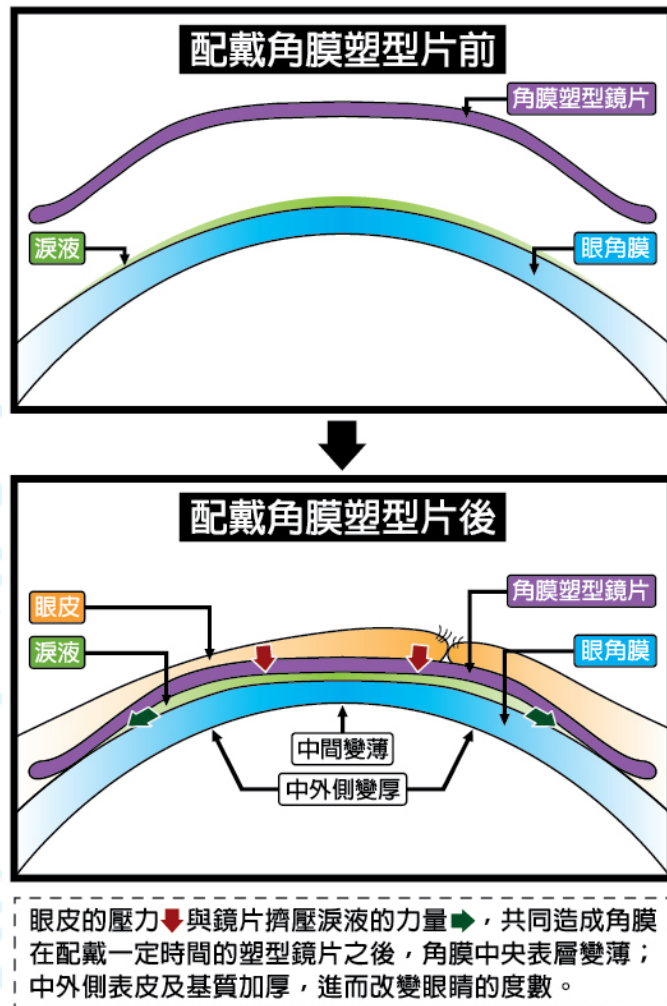 配戴角膜塑型片前
角膜塑型鏡片
淚液
眼角膜
配戴角膜塑型片後
角膜塑型鏡片
眼皮
淚液
眼角膜
中間變薄
中外側變厚
眼皮的壓力與鏡片擠壓淚液的力量，共同造成角膜
在配戴一定時間的塑型鏡片之後，角膜中央表層變薄；
中外側表皮及基質加厚，進而改變眼睛的度數。